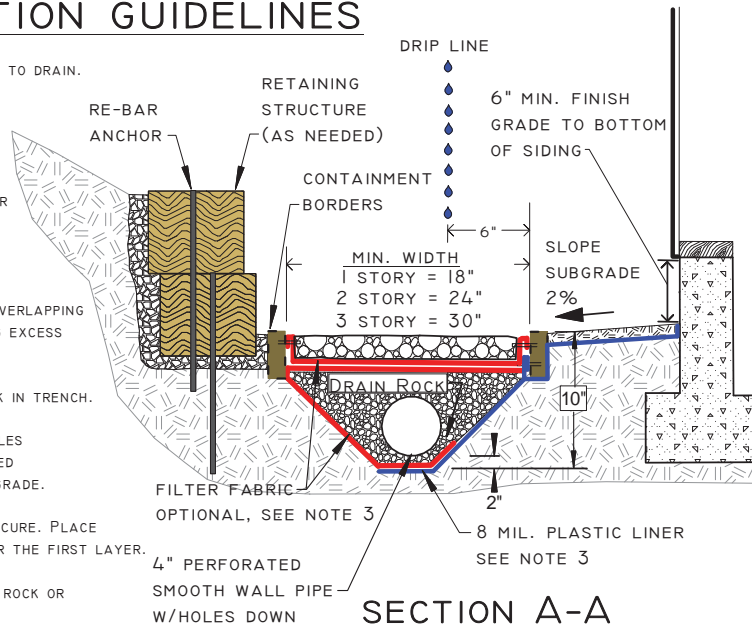 TION GUIDELINES
TO DRAIN.
VERLAPPING
EXCESS
K IN TRENCH.
LES
ED
GRADE.
CURE. PLACE
R THE FIRST LAYER.
ROCK OR
DRIP LINE
RE-BAR
ANCHOR
RETAINING
STRUCTURE
(AS NEEDED)
6" MIN. FINISH
GRADE TO BOTTOM
OF SIDING
CONTAINMENT
BORDERS
6"
MIN. WIDTH
1 STORY = 18"
2 STORY = 24"
3 STORY = 30"
SLOPE
SUBGRADE
2%
DRAIN ROCK
10"
2"
FILTER FABRIC
OPTIONAL, SEE NOTE 3
8 MIL. PLASTIC LINER
SEE NOTE 3
4" PERFORATED
SMOOTH WALL PIPE
W/HOLES DOWN
SECTION A-A